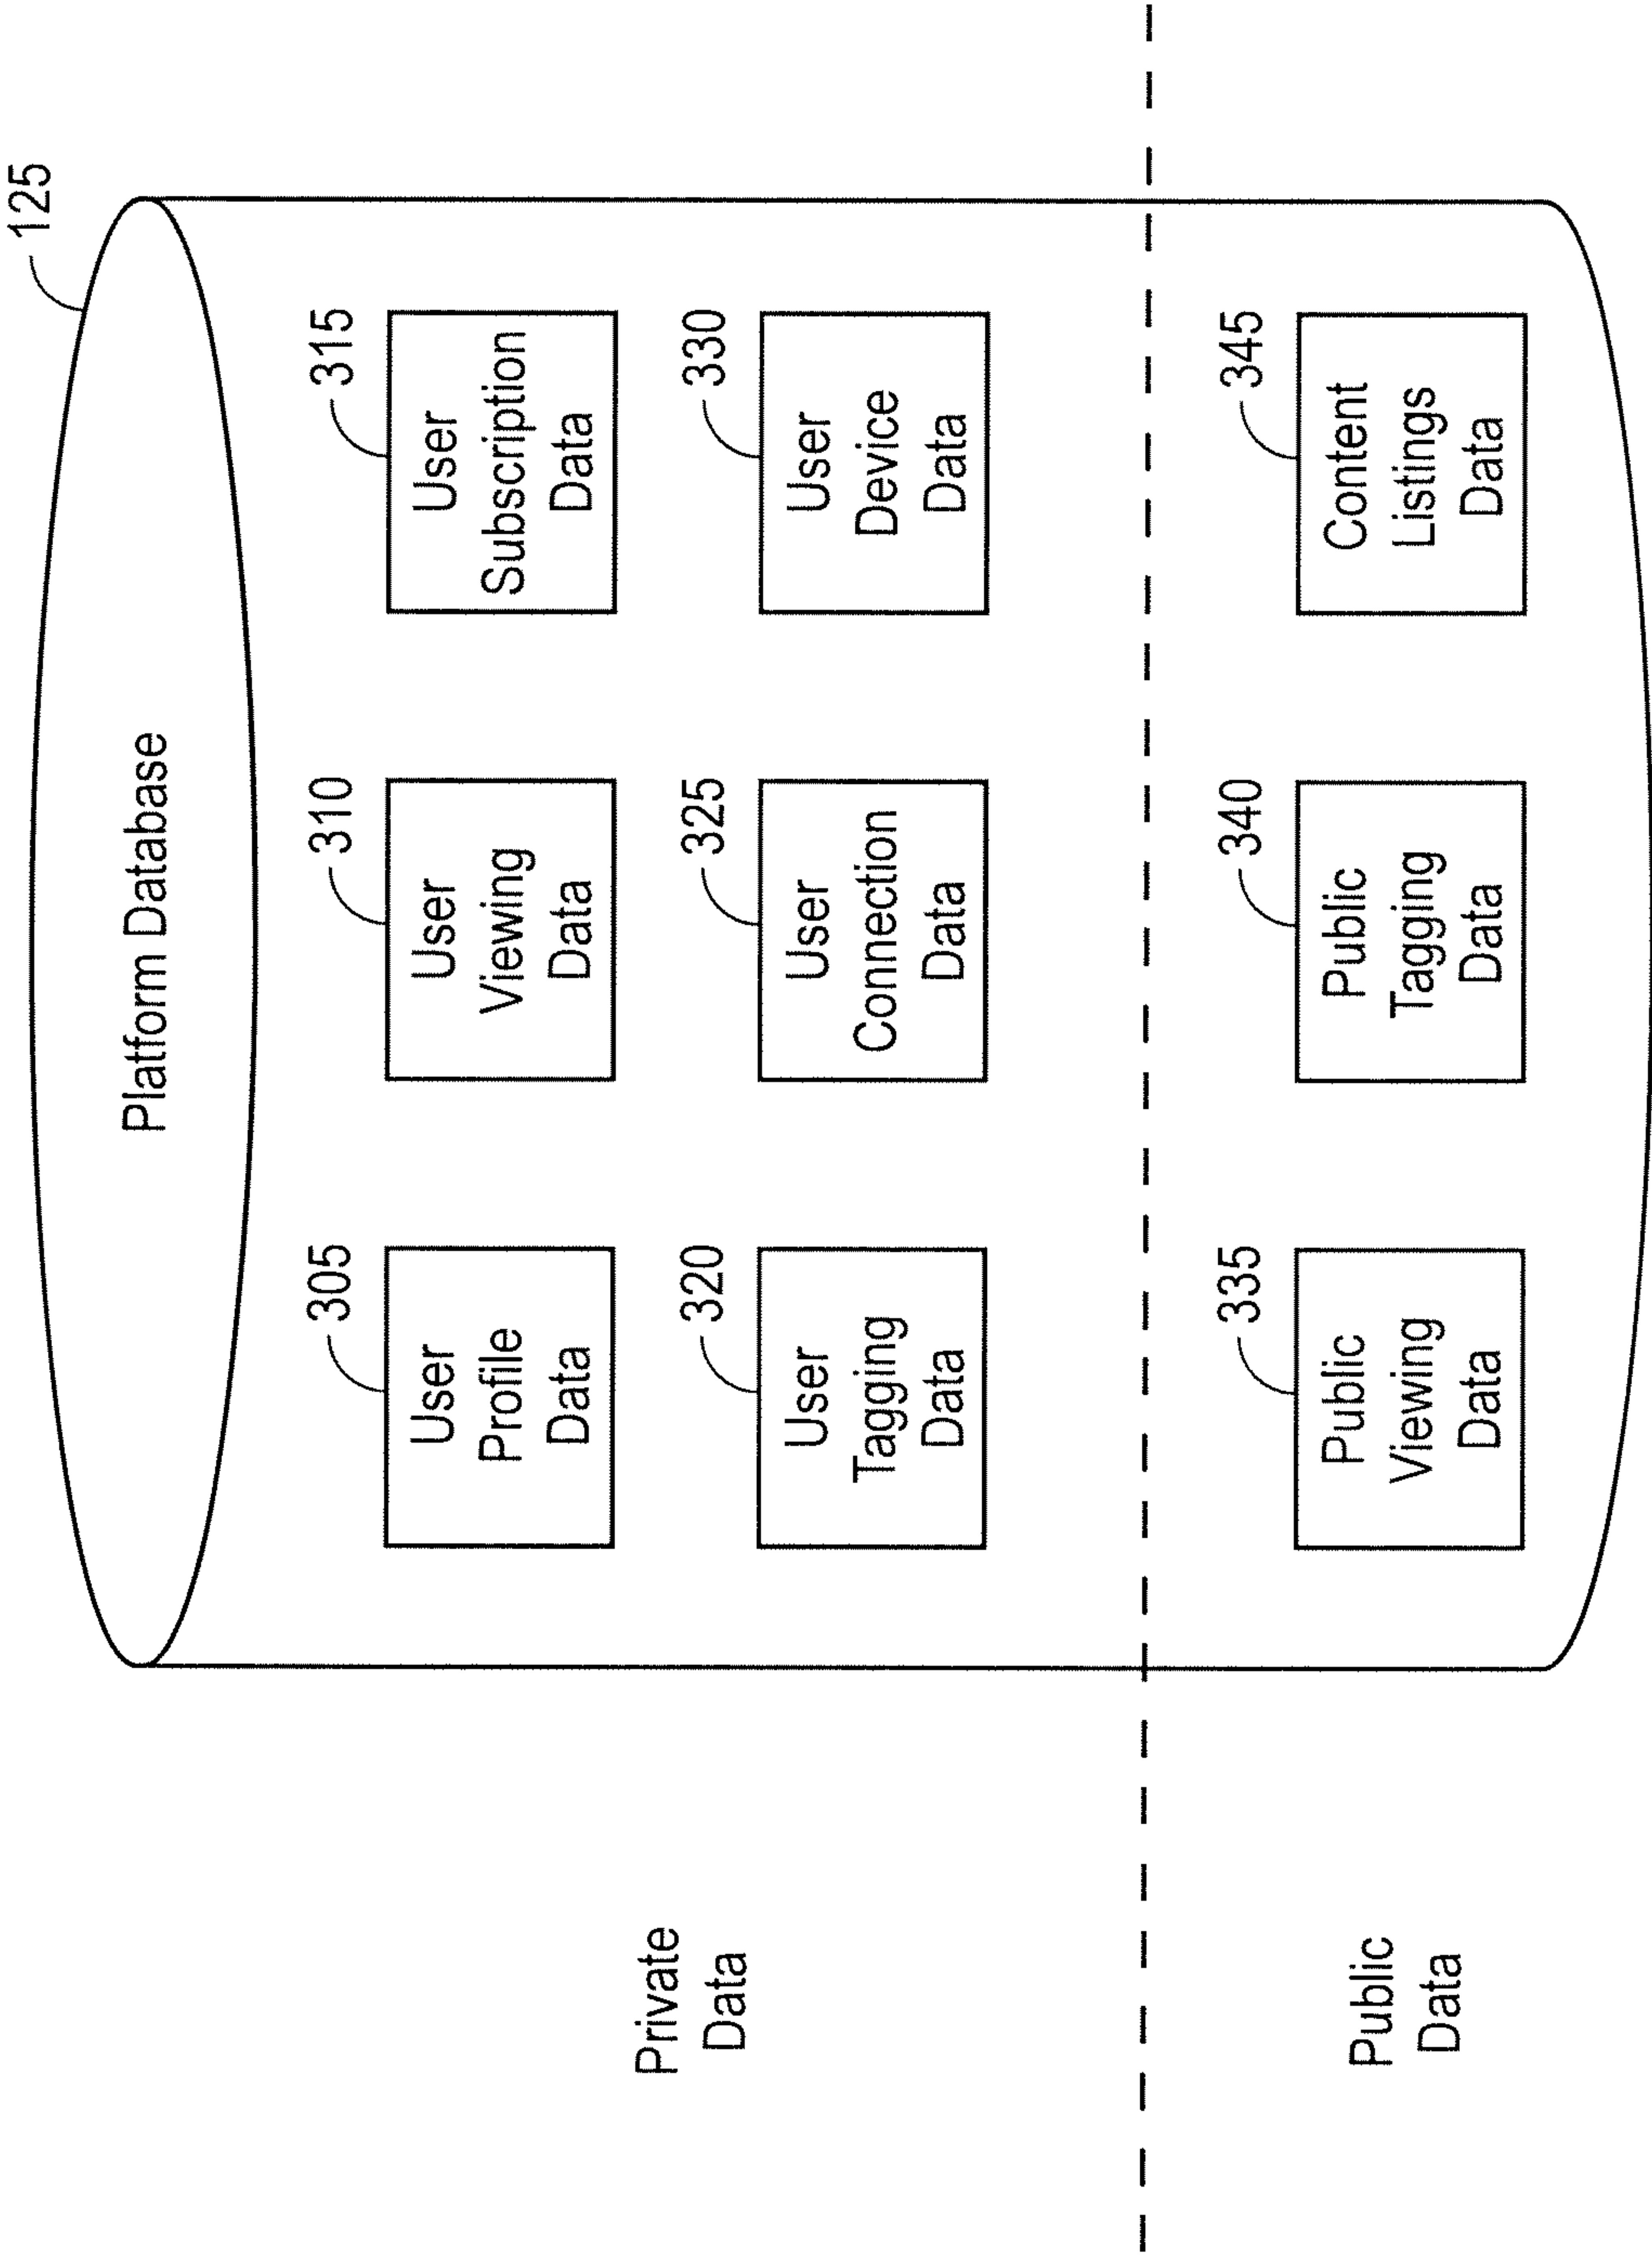 125
Platform Database
305
310
315
User
Profile
Data
User
Viewing
Data
User
Subscription
Data
Private
Data
320
325
330
User
Tagging
Data
User
Connection
Data
User
Device
Data
335
340
345
Public
Data
Public
Viewing
Data
Public
Tagging
Data
Content
Listings
Data